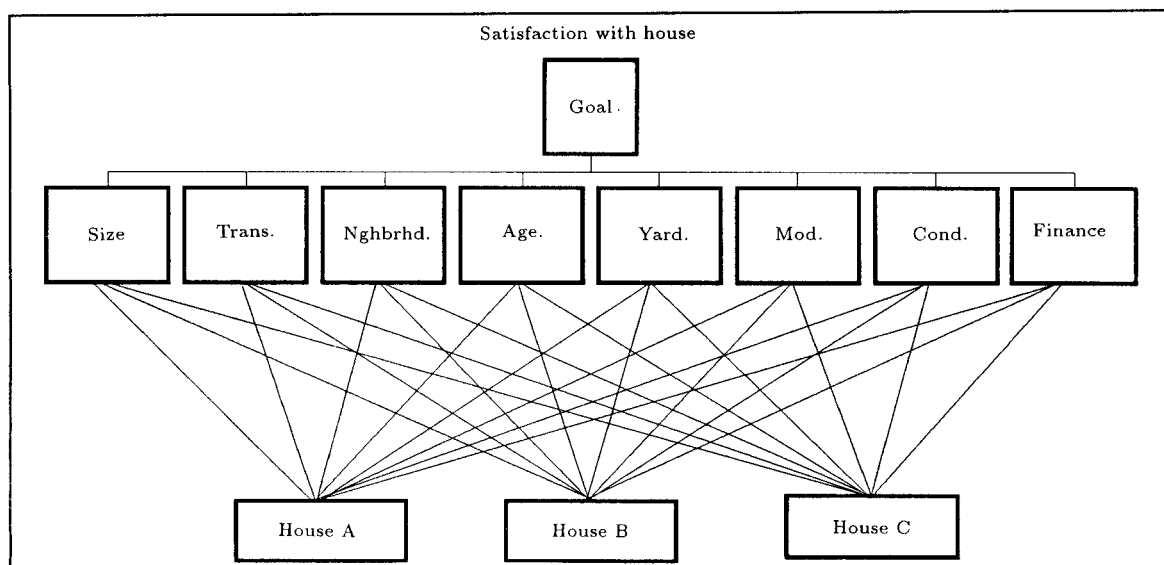 Satisfaction with house
Goal
Size
Trans.
Nghbrhd.
Age.
Yard.
Mod.
Cond.
Finance
House A
House B
House C